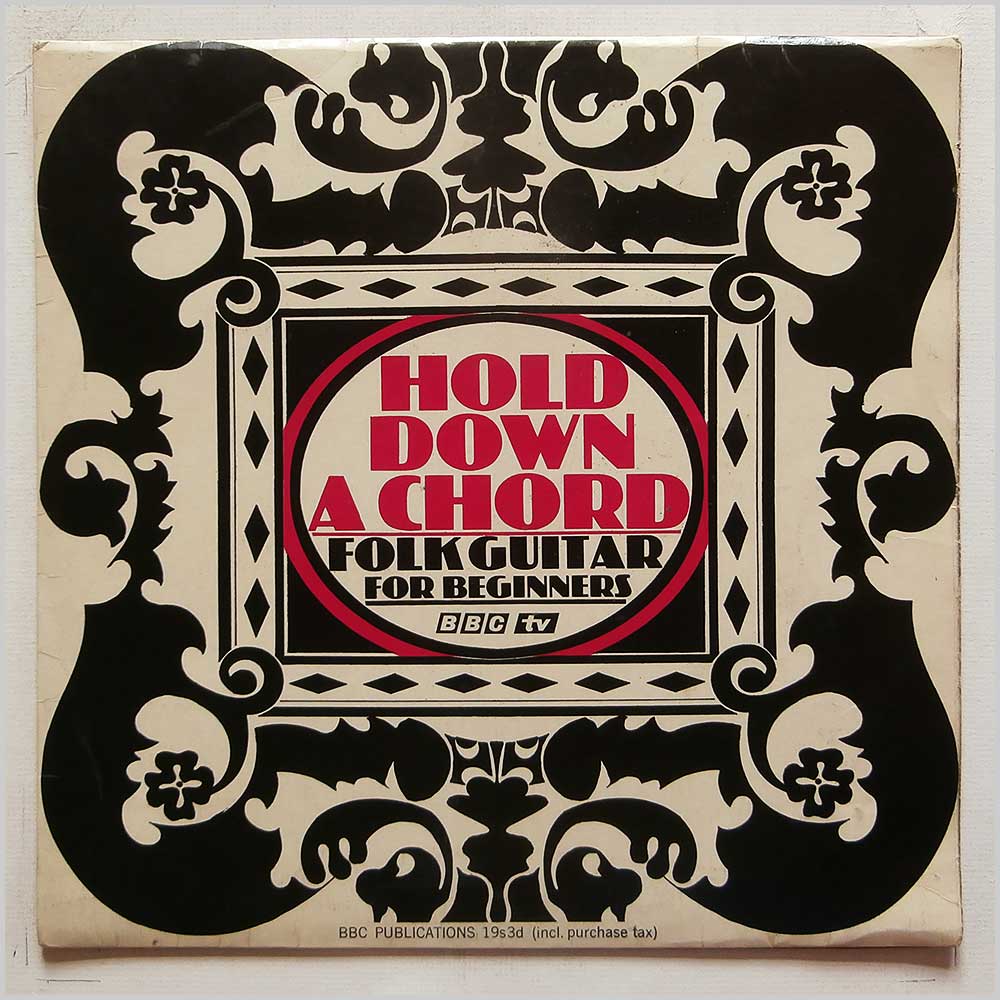 HOLD
DOWN
A CHORD
FOLK GUITAR
FOR BEGINNERS
BBC tv
BBC PUBLICATIONS 19s3d (incl. purchase tax)